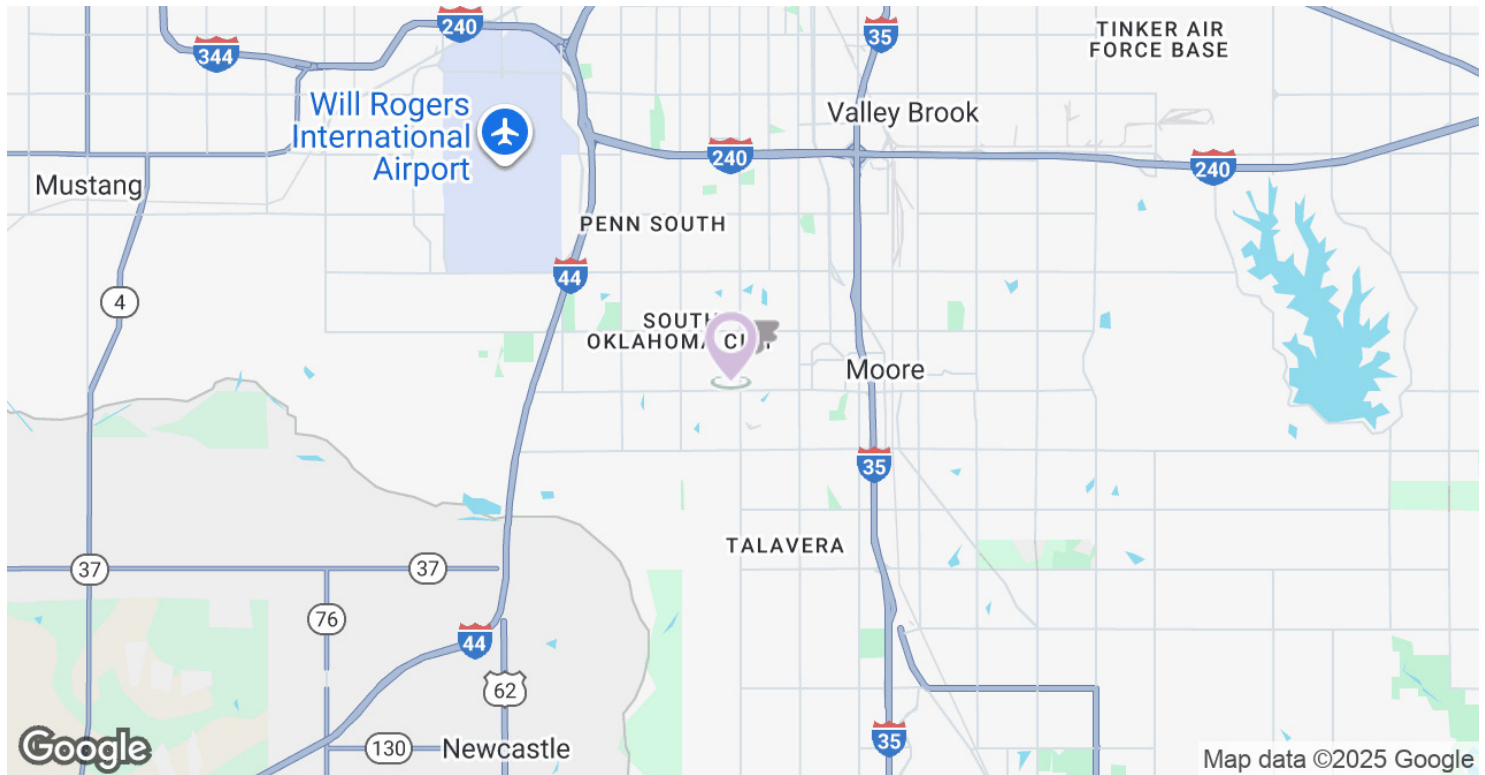 240
35
TINKER AIR
FORCE BASE
344
Will Rogers
International
Airport
Valley Brook
240
240
Mustang
PENN SOUTH
44
4
SOUTH
OKLAHOMA
Moore
35
TALAVERA
37
37
76
44
62
35
130
Newcastle
Google
Map data ©2025 Google